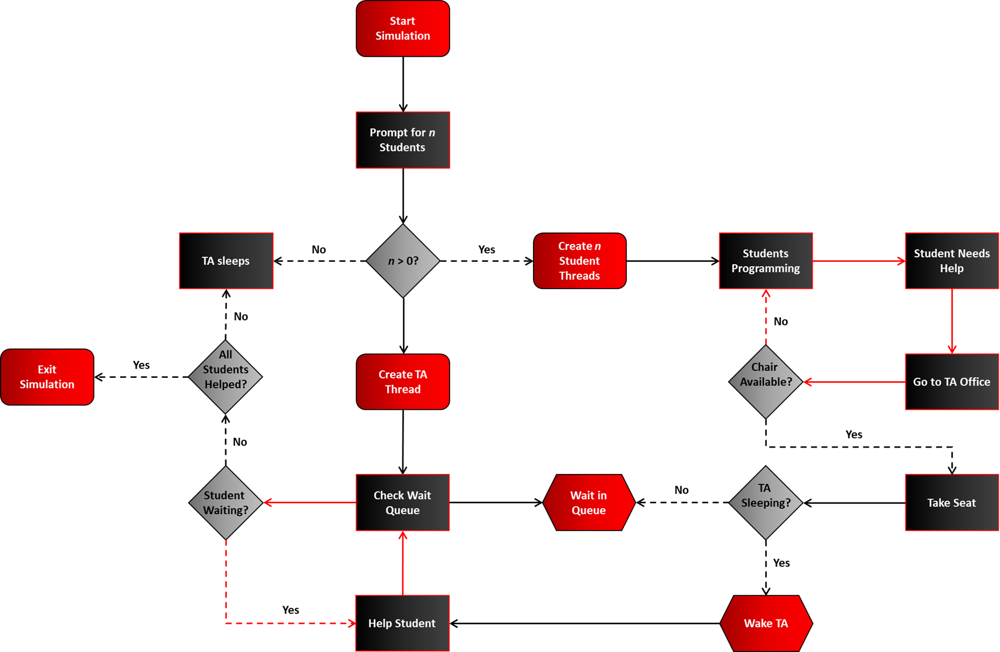 Start
Simulation
Prompt for n
Students
TA sleeps
No
n > 0?
Yes
Create n
Student
Threads
Students
Programming
Student Needs
Help
No
No
Exit
Simulation
Yes
All
Students
Helped?
Create TA
Thread
Chair
Available?
Go to TA Office
No
Yes
Student
Waiting?
Check Wait
Queue
Wait in
Queue
No
TA
Sleeping?
Take Seat
Yes
Yes
Help Student
Wake TA